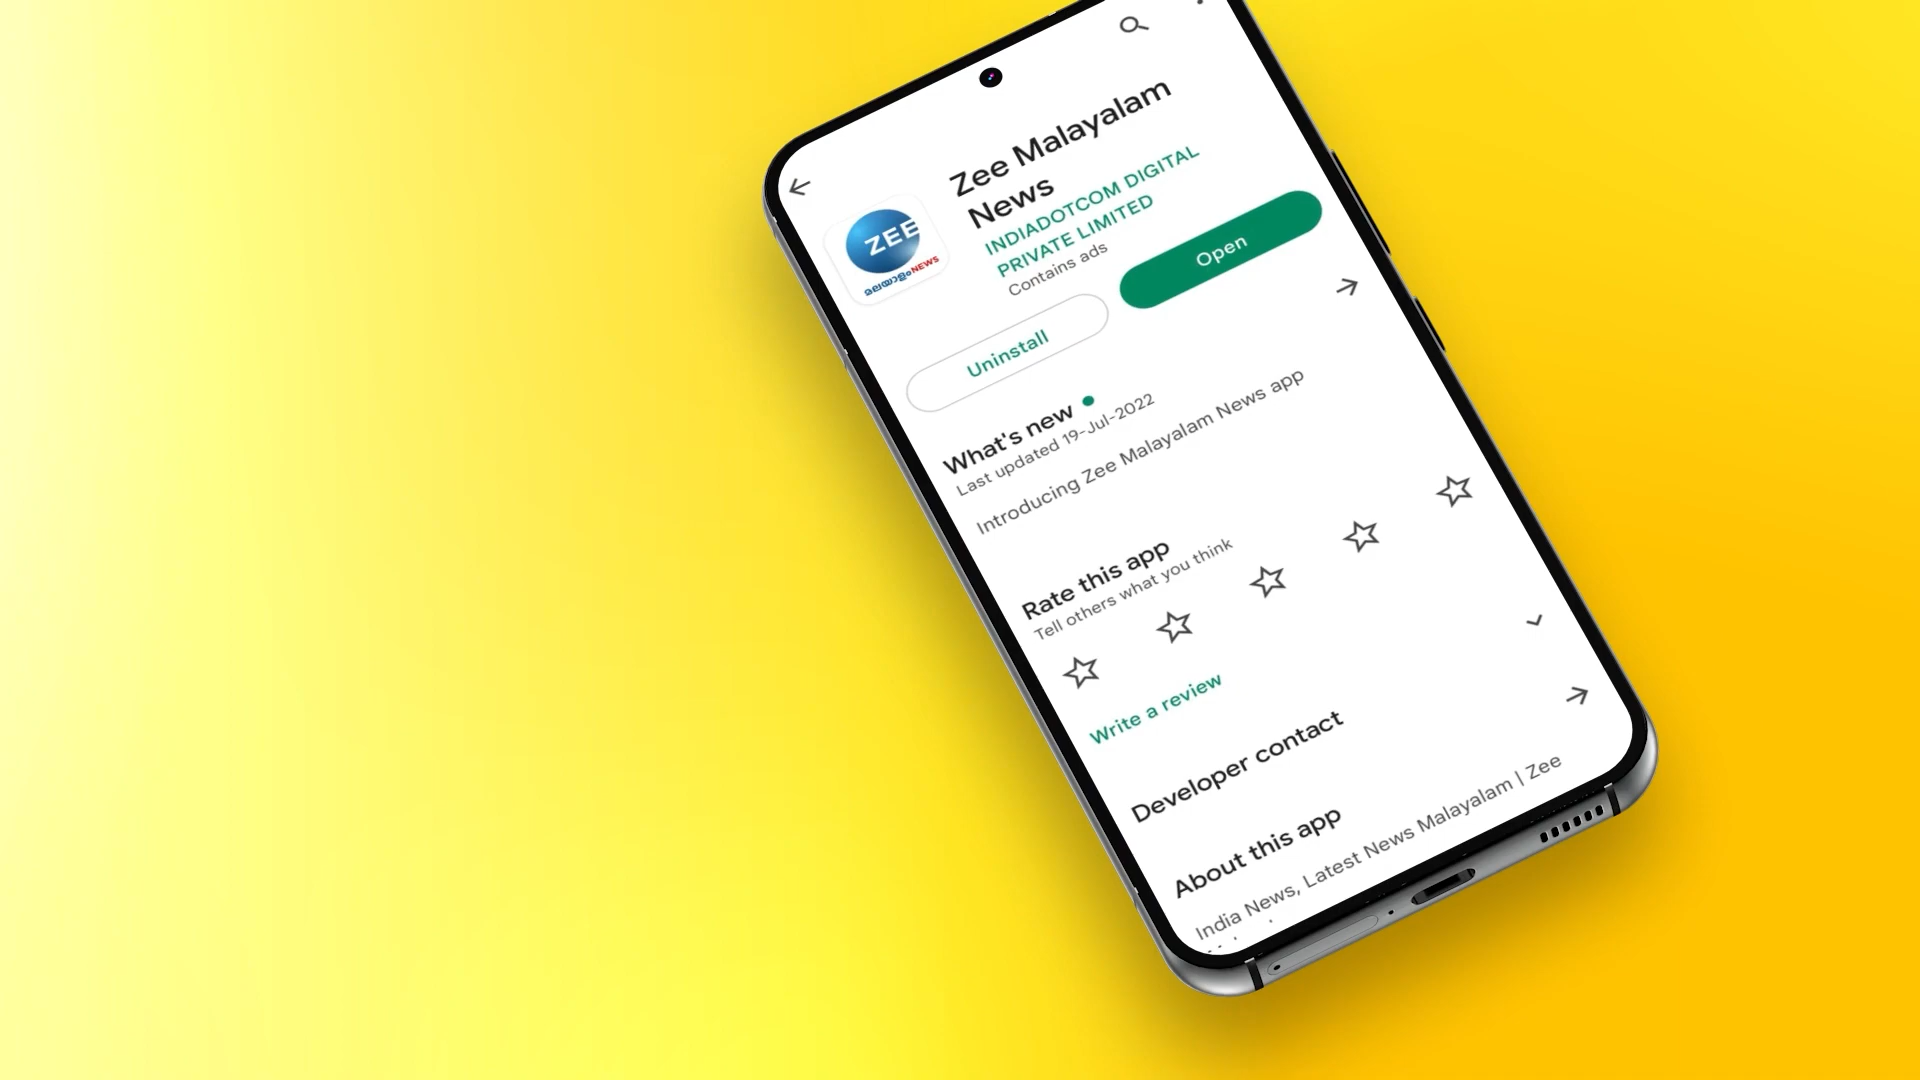 Zee Malayalam
News
INDIADOTCOM DIGITAL
PRIVATE LIMITED
Contains ads
ZEE
മലയാളം NEWS
Uninstall
Open
What's new
Last updated 19-Jul-2022
Introducing Zee Malayalam News app
Rate this app
Tell others what you think
Write a review
Developer contact
About this app
India News, Latest News Malayalam | Zee